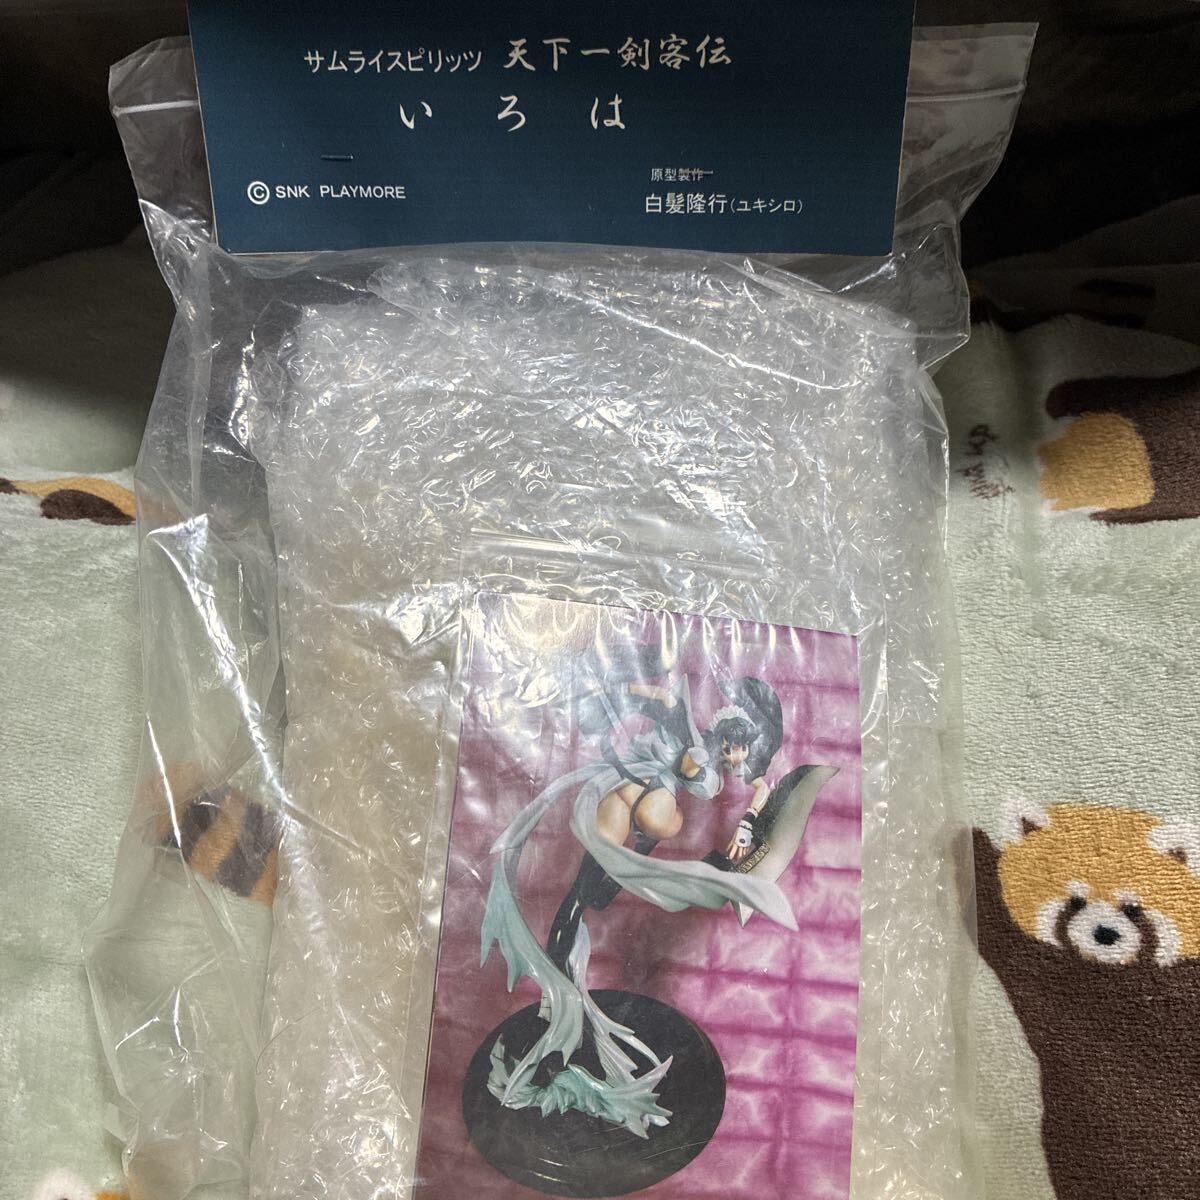 サムライスピリッツ 天下一剣客伝
いろは
原型製作
© SNK PLAYMORE
白髪隆行(ユキシロ)